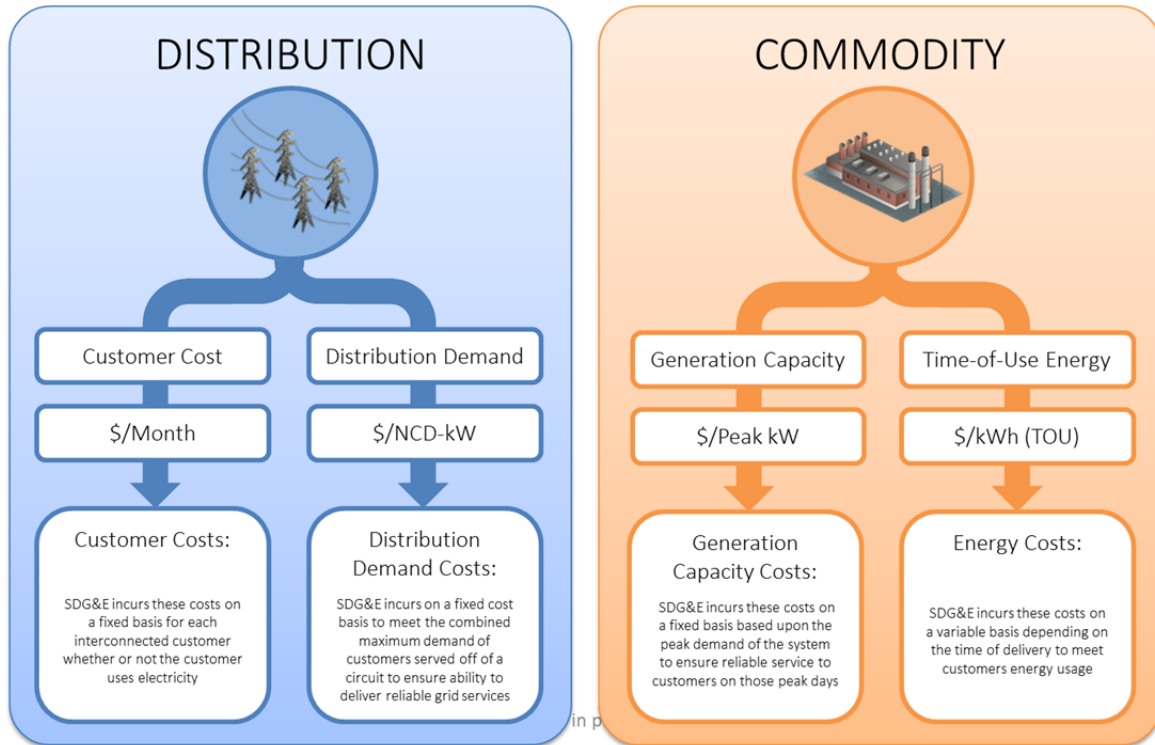 DISTRIBUTION
Customer Cost
Distribution Demand
$/Month
$/NCD-kW
Customer Costs:
SDG&E incurs these costs on
a fixed basis for each
interconnected customer
whether or not the customer
uses electricity
Distribution
Demand Costs:
SDG&E incurs on a fixed cost
basis to meet the combined
maximum demand of
customers served off of a
circuit to ensure ability to
deliver reliable grid services
COMMODITY
Generation Capacity
Time-of-Use Energy
$/Peak kW
$/kWh (TOU)
Generation
Capacity Costs:
SDG&E incurs these costs on
a fixed basis based upon the
peak demand of the system
to ensure reliable service to
customers on those peak days
Energy Costs:
SDG&E incurs these costs on
a variable basis depending on
the time of delivery to meet
customers energy usage
in p